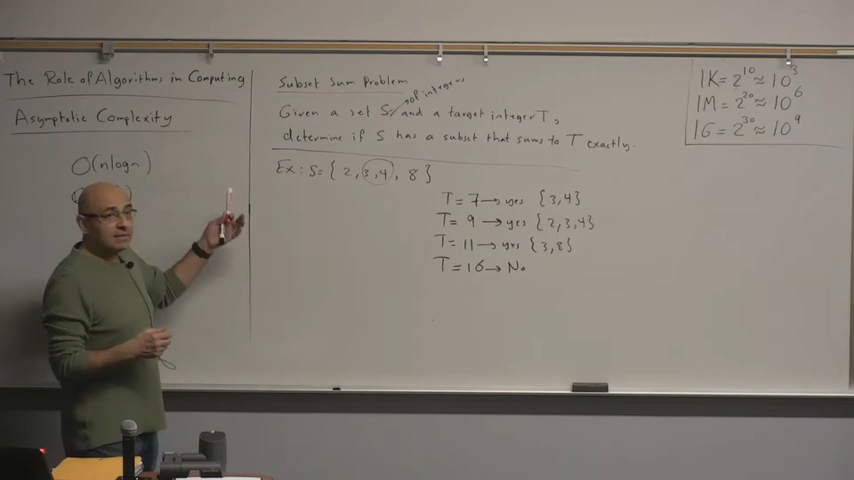 The Role of Algorithms in Computing
Asymptotic Complexity
O(nlogn)
Subset Sum Problem
Given a set S of integers and a target integer T,
determine if S has a subset that sums to T exactly.
Ex: S = { 2, 3, 4, 8 }
T = 7 → yes {3,4}
T = 9 → yes {2,3,4}
T = 11 → yes {3,8}
T = 16 → No
1K = 2^10 ≈ 10^3
1M = 2^20 ≈ 10^6
1G = 2^30 ≈ 10^9